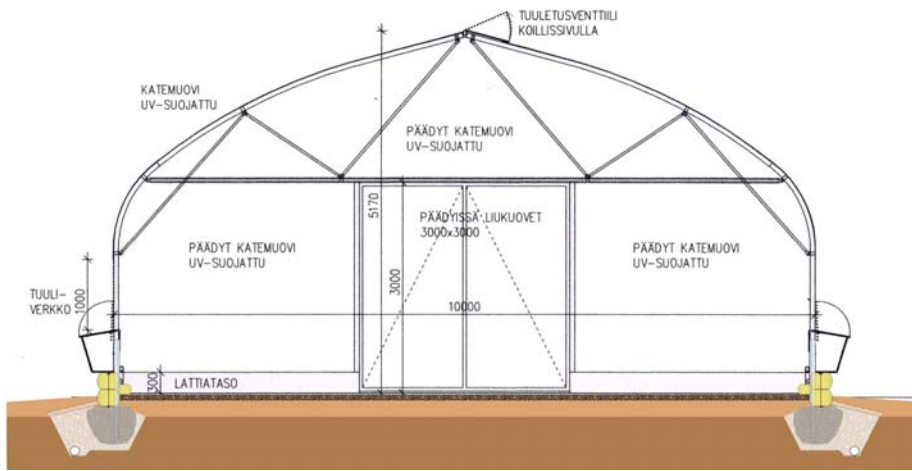 TUULETUSVENTTIILI
KOILLISSIVULLA
KATEMUOVI
UV-SUOJATTU
PÄÄDYT KATEMUOVI
UV-SUOJATTU
5170
PÄÄDYISSÄ LIUKUOVET
3000x3000
PÄÄDYT KATEMUOVI
UV-SUOJATTU
PÄÄDYT KATEMUOVI
UV-SUOJATTU
3000
TUULI-
VERKKO
1000
10000
300
LATTIATASO